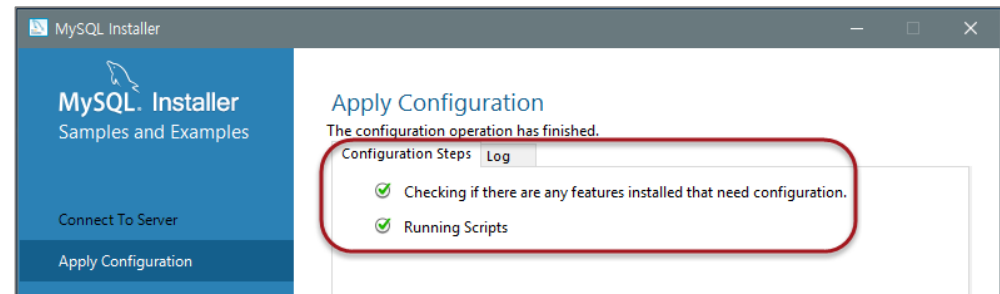 MySQL Installer
MySQL. Installer
Samples and Examples
Connect To Server
Apply Configuration
Apply Configuration
The configuration operation has finished.
Configuration Steps Log
Checking if there are any features installed that need configuration.
Running Scripts